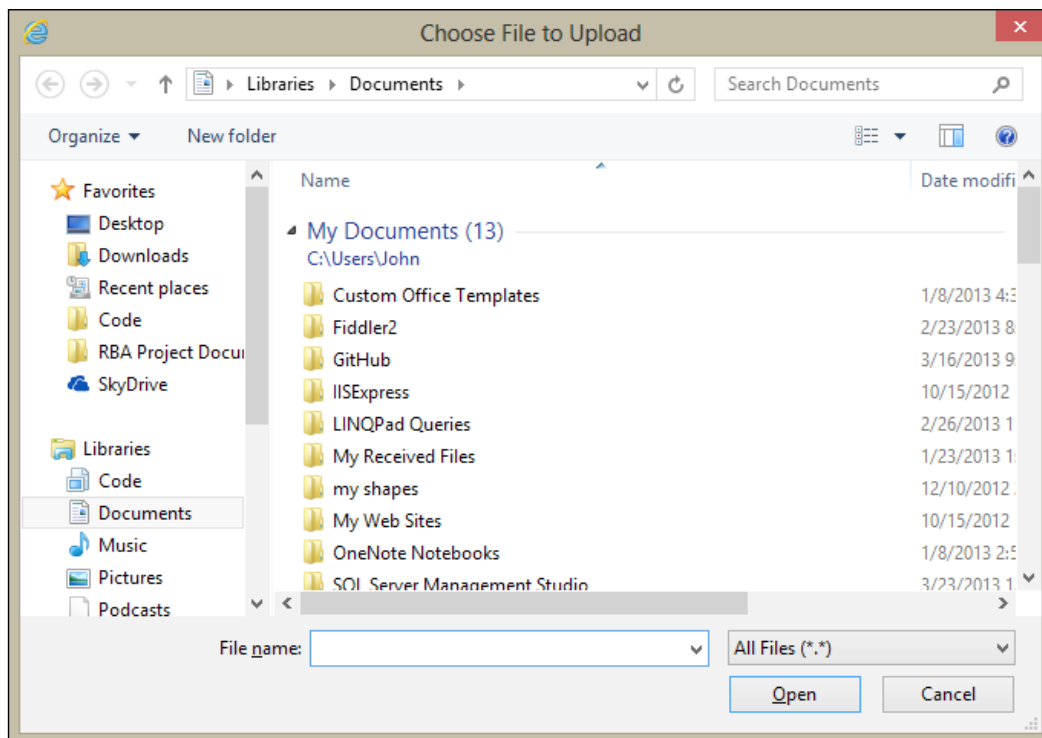 Choose File to Upload
Libraries Documents
Search Documents
Organize New folder
Favorites
Desktop
Downloads
Recent places
Code
RBA Project Docu
SkyDrive
Libraries
Code
Documents
Music
Pictures
Podcasts
Name Date modifi
My Documents (13)
C:\Users\John
Custom Office Templates 1/8/2013 4:3
Fiddler2 2/23/2013 8:
GitHub 3/16/2013 9:
IISExpress 10/15/2012
LINQPad Queries 2/26/2013 1
My Received Files 1/23/2013 1:
my shapes 12/10/2012
My Web Sites 10/15/2012
OneNote Notebooks 1/8/2013 2:5
SQL Server Management Studio 3/23/2013 1
File name: All Files (*.*)
Open Cancel